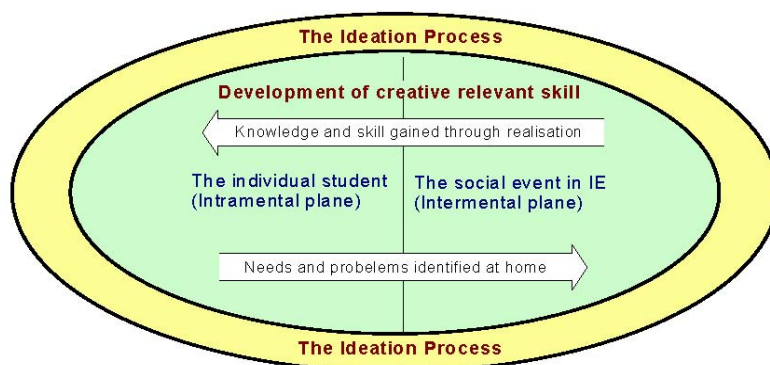 The Ideation Process
Development of creative relevant skill
Knowledge and skill gained through realisation
The individual student
(Intramental plane)
The social event in IE
(Intermental plane)
Needs and probelems identified at home
The Ideation Process